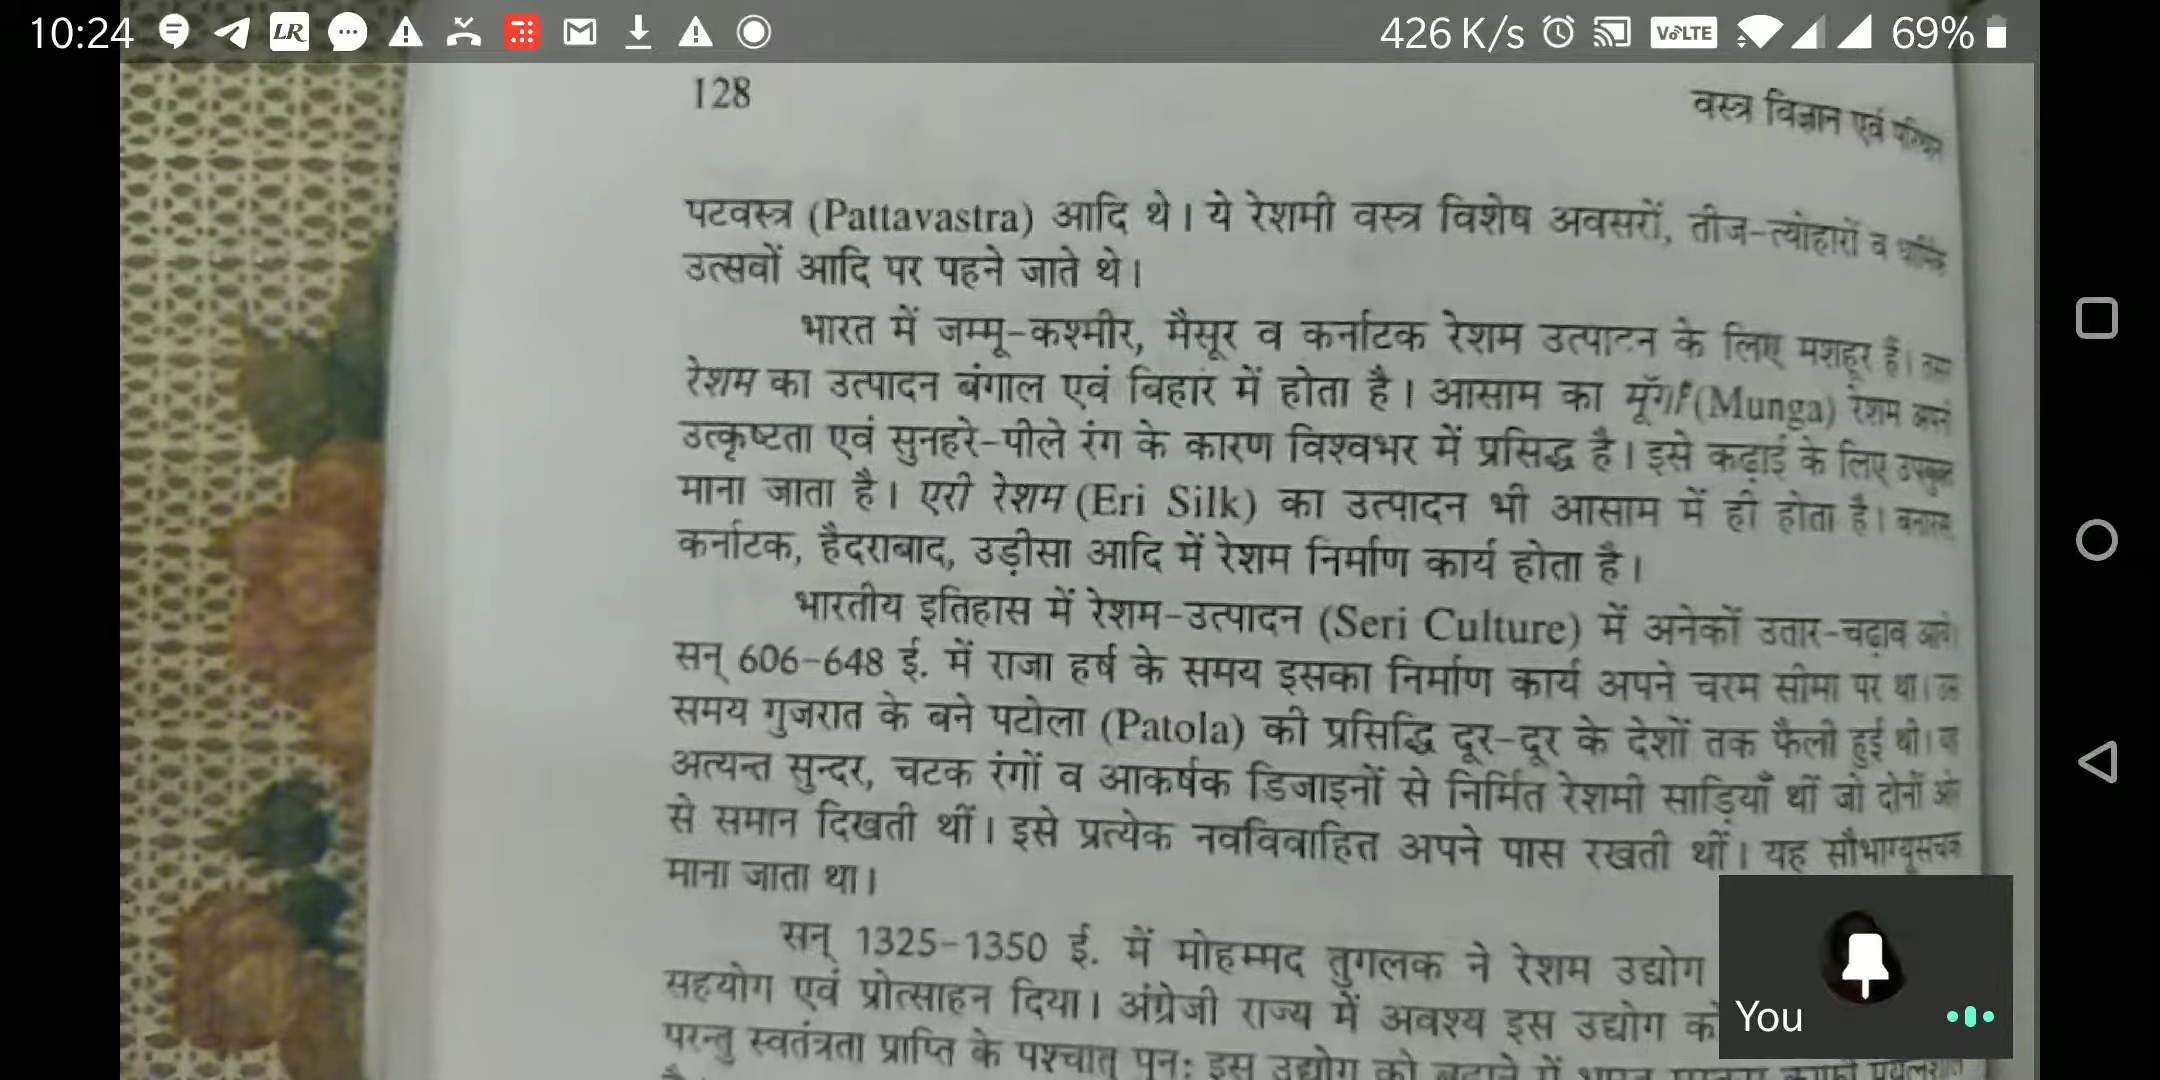 10:24 LR 426 K/s VoLTE 69%
128
वस्त्र विज्ञान एवं परिधान
पटवस्त्र (Pattavastra) आदि थे। ये रेशमी वस्त्र विशेष अवसरों, तीज-त्योहारों व
उत्सवों आदि पर पहने जाते थे।
भारत में जम्मू-कश्मीर, मैसूर व कर्नाटक रेशम उत्पादन के लिए मशहूर हैं।
रेशम का उत्पादन बंगाल एवं बिहार में होता है। आसाम का मूँगा (Munga) रेशम
उत्कृष्टता एवं सुनहरे-पीले रंग के कारण विश्वभर में प्रसिद्ध है। इसे कढ़ाई के लिए
माना जाता है। एरी रेशम (Eri Silk) का उत्पादन भी आसाम में ही होता है।
कर्नाटक, हैदराबाद, उड़ीसा आदि में रेशम निर्माण कार्य होता है।
भारतीय इतिहास में रेशम-उत्पादन (Seri Culture) में अनेकों उतार-चढ़ाव
सन् 606-648 ई. में राजा हर्ष के समय इसका निर्माण कार्य अपने चरम सीमा पर था।
समय गुजरात के बने पटोला (Patola) की प्रसिद्धि दूर-दूर के देशों तक फैली हुई थी।
अत्यन्त सुन्दर, चटक रंगों व आकर्षक डिजाइनों से निर्मित रेशमी साड़ियाँ थीं जो दोनों
से समान दिखती थीं। इसे प्रत्येक नवविवाहित अपने पास रखती थीं। यह सौभाग्यसूचक
माना जाता था।
सन् 1325-1350 ई. में मोहम्मद तुगलक ने रेशम उद्योग
सहयोग एवं प्रोत्साहन दिया। अंग्रेजी राज्य में अवश्य इस उद्योग
परन्तु स्वतंत्रता प्राप्ति के पश्चात् पुनः इस उद्योग को
You